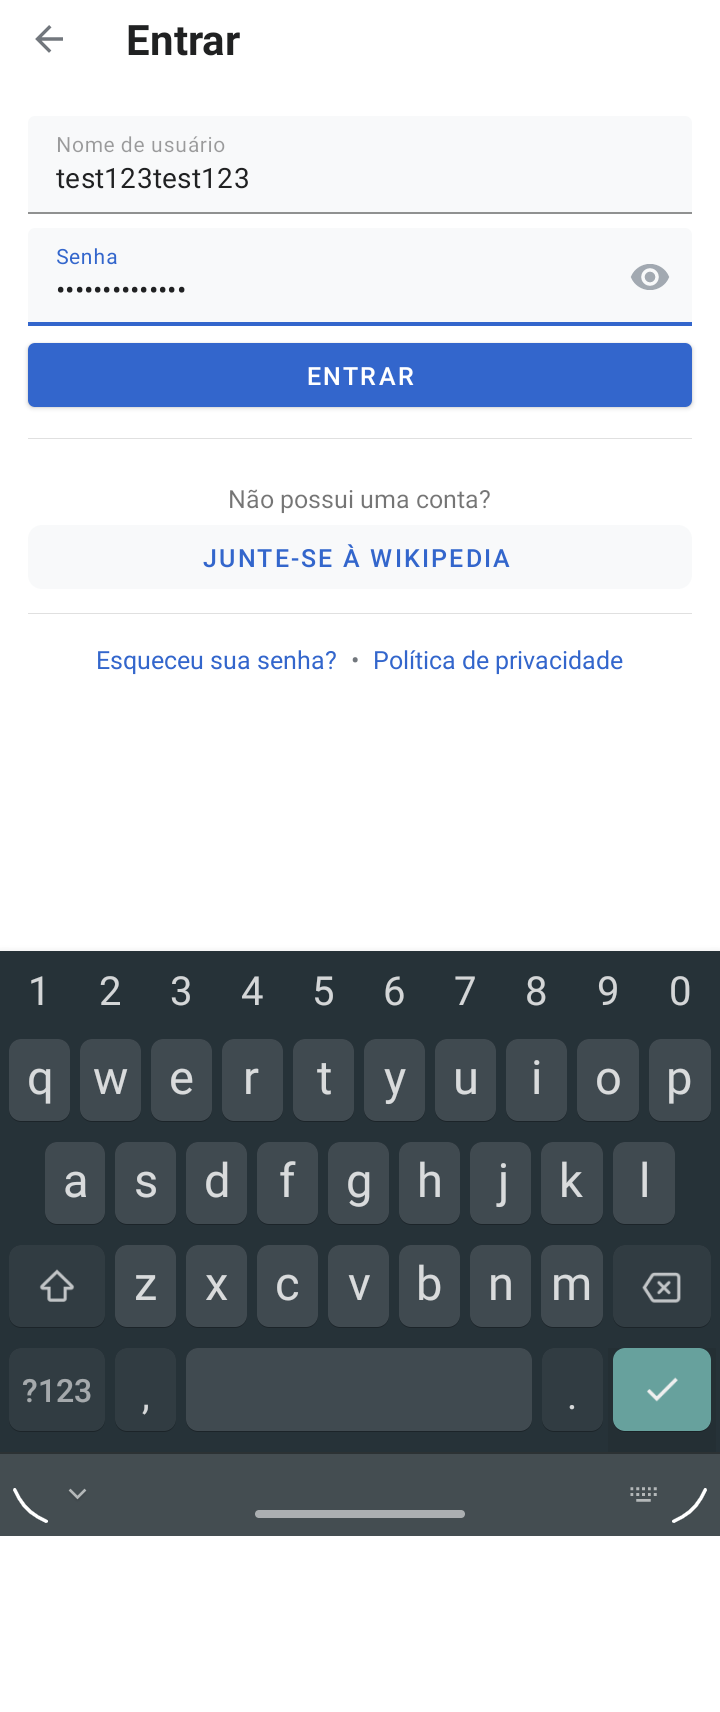 Entrar
Nome de usuário
test123test123
Senha
••••••••••••••
ENTRAR
Não possui uma conta?
JUNTE-SE À WIKIPEDIA
Esqueceu sua senha? • Política de privacidade
1 2 3 4 5 6 7 8 9 0
q w e r t y u i o p
a s d f g h j k l
z x c v b n m
?123 , .